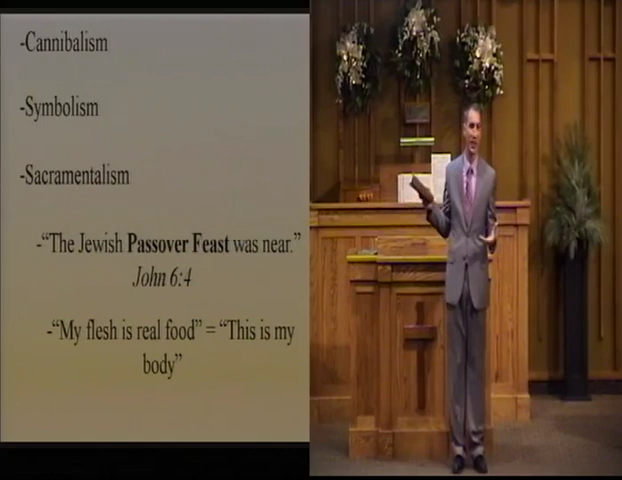 -Cannibalism
-Symbolism
-Sacramentalism
-“The Jewish Passover Feast was near.”
John 6:4
-“My flesh is real food” = “This is my
body”